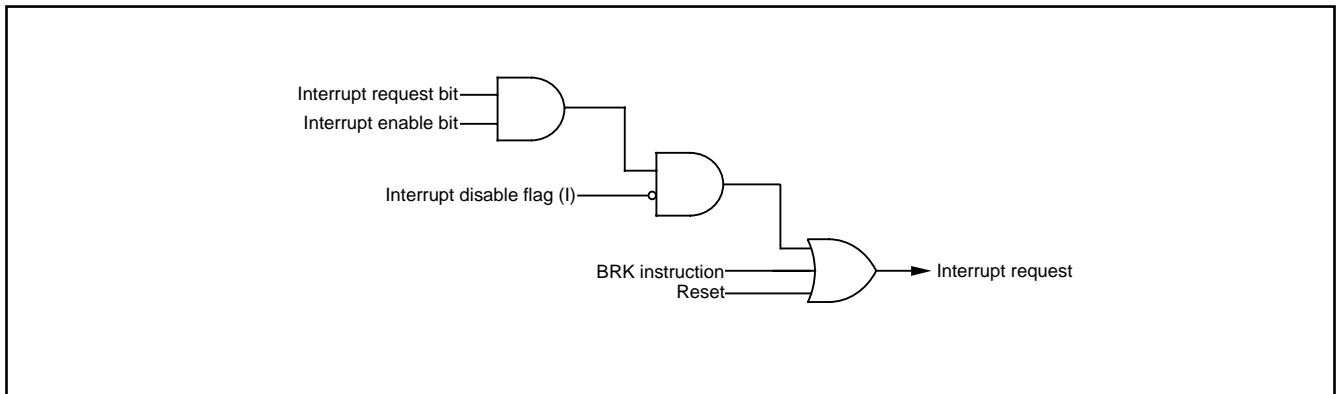 Interrupt request bit
Interrupt enable bit
Interrupt disable flag (I)
BRK instruction
Reset
Interrupt request